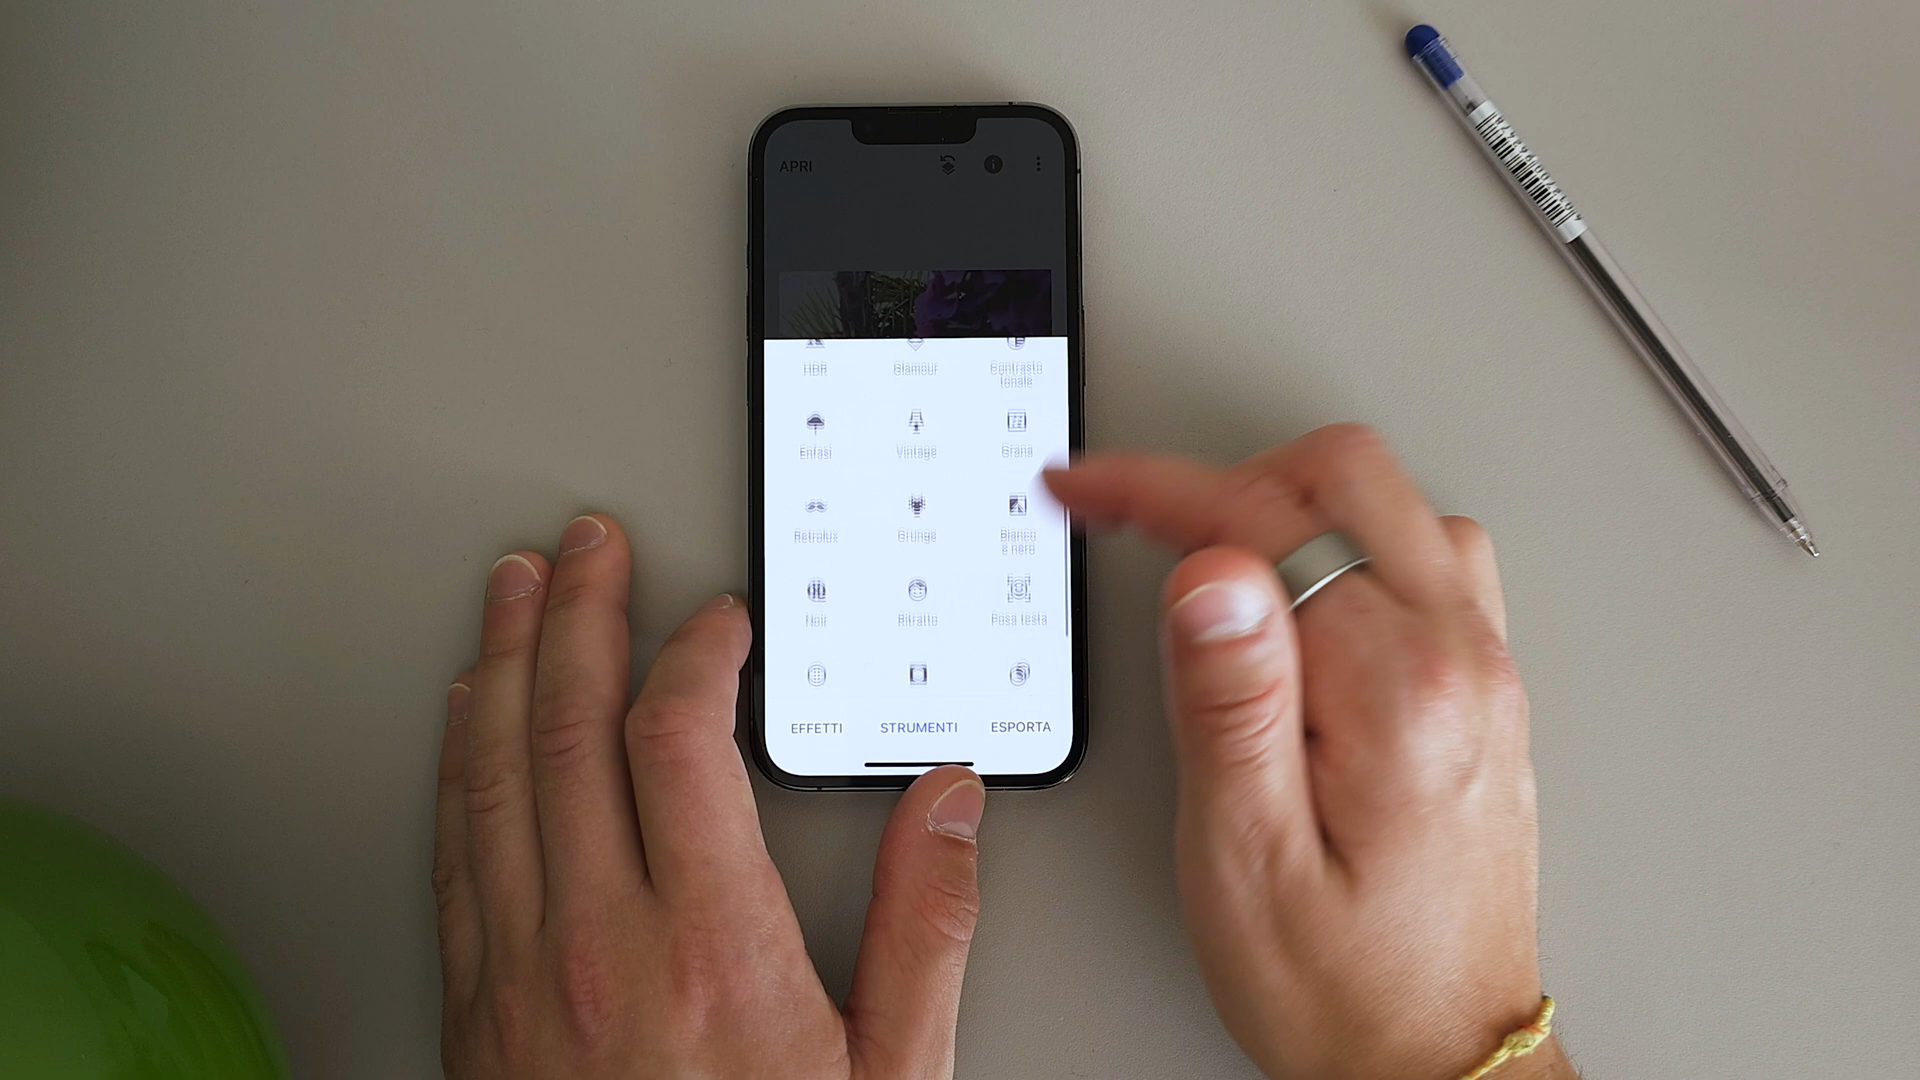 APRI
HDR
Glamour
Contrasto
tonale
Enfasi
Vintage
Grana
Retrolux
Grunge
Bianco
e nero
Noir
Ritratto
Posa testa
EFFETTI
STRUMENTI
ESPORTA